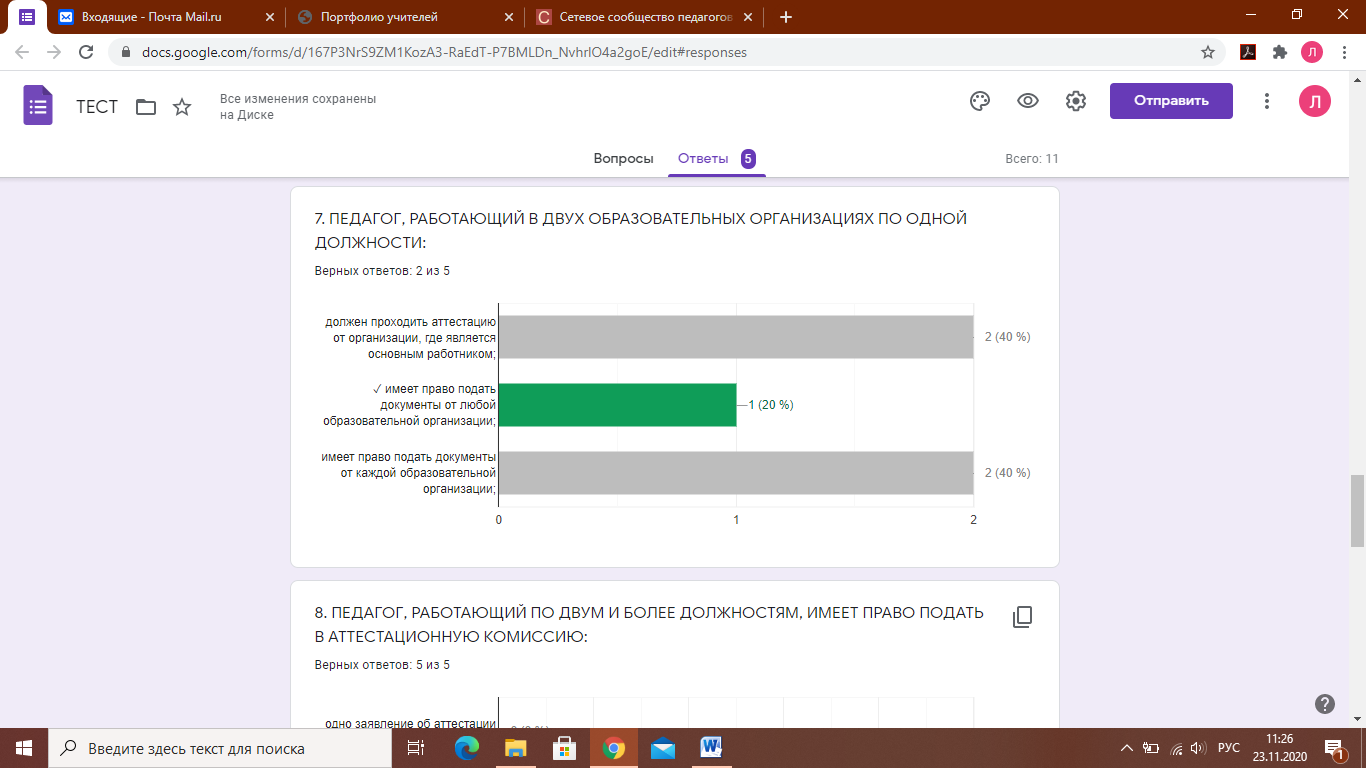 Входящие - Почта Mail.ru
Портфолио учителей
Сетевое сообщество педагогов
docs.google.com/forms/d/167P3NrS9ZM1KozA3-RaEdT-P7BMLDn_NvhrlO4a2goE/edit#responses
Л
ТЕСТ
Все изменения сохранены
на Диске
Отправить
Л
Вопросы
Ответы 5
Всего: 11
7. ПЕДАГОГ, РАБОТАЮЩИЙ В ДВУХ ОБРАЗОВАТЕЛЬНЫХ ОРГАНИЗАЦИЯХ ПО ОДНОЙ
ДОЛЖНОСТИ:
Верных ответов: 2 из 5
должен проходить аттестацию
от организации, где является
основным работником;
2 (40 %)
✓ имеет право подать
документы от любой
образовательной организации;
1 (20 %)
имеет право подать документы
от каждой образовательной
организации;
2 (40 %)
0 1 2
8. ПЕДАГОГ, РАБОТАЮЩИЙ ПО ДВУМ И БОЛЕЕ ДОЛЖНОСТЯМ, ИМЕЕТ ПРАВО ПОДАТЬ
В АТТЕСТАЦИОННУЮ КОМИССИЮ:
Верных ответов: 5 из 5
одно заявление об аттестации
Введите здесь текст для поиска
РУС
11:26
23.11.2020
1